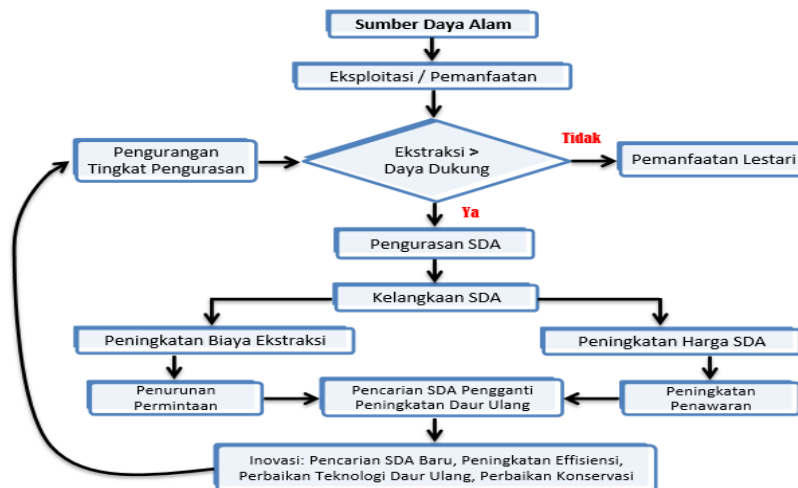 Sumber Daya Alam
Eksploitasi / Pemanfaatan
Pengurangan
Tingkat Pengurasan
Ekstraksi >
Daya Dukung
Tidak
Pemanfaatan Lestari
Ya
Pengurasan SDA
Kelangkaan SDA
Peningkatan Biaya Ekstraksi
Peningkatan Harga SDA
Penurunan
Permintaan
Pencarian SDA Pengganti
Peningkatan Daur Ulang
Peningkatan
Penawaran
Inovasi: Pencarian SDA Baru, Peningkatan Effisiensi,
Perbaikan Teknologi Daur Ulang, Perbaikan Konservasi